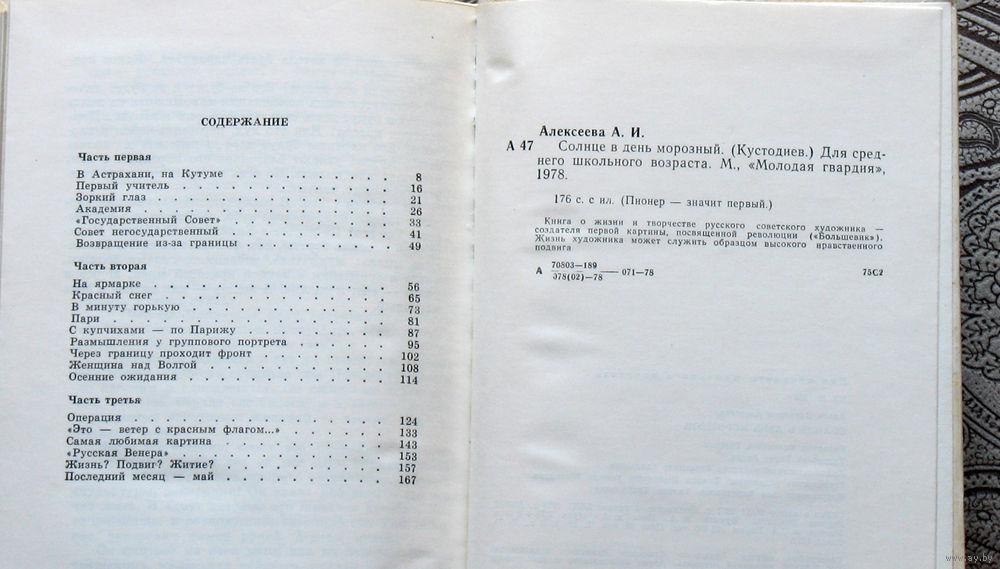 СОДЕРЖАНИЕ
Часть первая
В Астрахани, на Кутуме . . . . . . . . . 8
Первый учитель . . . . . . . . . 16
Зоркий глаз . . . . . . . . . 21
Академия . . . . . . . . . 26
«Государственный Совет» . . . . . . . . . 33
Совет негосударственный . . . . . . . . . 41
Возвращение из-за границы . . . . . . . . . 49
Часть вторая
На ярмарке . . . . . . . . . 56
Красный снег . . . . . . . . . 65
В минуту горькую . . . . . . . . . 73
Пари . . . . . . . . . 81
С купчихами — по Парижу . . . . . . . . . 87
Размышления у группового портрета . . . . . . 95
Через границу проходит фронт . . . . . . . . 102
Женщина над Волгой . . . . . . . . . 108
Осенние ожидания . . . . . . . . . 114
Часть третья
Операция . . . . . . . . . 124
«Это — ветер с красным флагом...» . . . . . . 133
Самая любимая картина . . . . . . . . . 143
«Русская Венера» . . . . . . . . . 153
Жизнь? Подвиг? Житие? . . . . . . . . . 157
Последний месяц — май . . . . . . . . . 167
Алексеева А. И.
А 47 Солнце в день морозный. (Кустодиев.) Для сред-
него школьного возраста. М., «Молодая гвардия»,
1978.
176 с. с ил. (Пионер — значит первый.)
Книга о жизни и творчестве русского советского художника —
создателя первой картины, посвященной революции («Большевик»).
Жизнь художника может служить образцом высокого нравственного
подвига
А 70803—189
078(02)—78 —071—78 75С2
www.ay.by